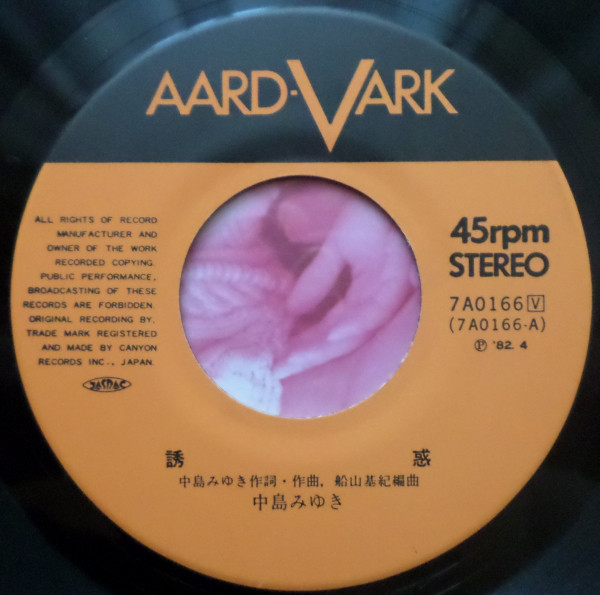 AARD-VARK
ALL RIGHTS OF RECORD
MANUFACTURER AND
OWNER OF THE WORK
RECORDED COPYING.
PUBLIC PERFORMANCE,
BROADCASTING OF THESE
RECORDS ARE FORBIDDEN.
ORIGINAL RECORDING BY.
TRADE MARK REGISTERED
AND MADE BY CANYON
RECORDS INC., JAPAN.
JASRAC
45rpm
STEREO
7A0166 V
(7A0166-A)
Ⓟ '82. 4
誘惑
中島みゆき作詞・作曲, 船山基紀編曲
中島みゆき